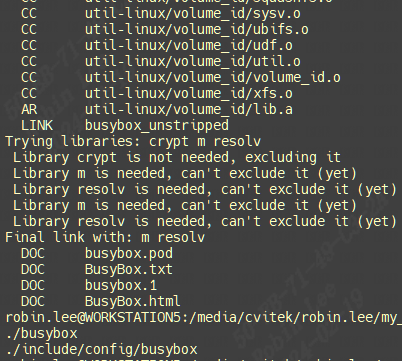 CC util-linux/volume_id/squashfs.o
CC util-linux/volume_id/sysv.o
CC util-linux/volume_id/ubifs.o
CC util-linux/volume_id/udf.o
CC util-linux/volume_id/util.o
CC util-linux/volume_id/volume_id.o
CC util-linux/volume_id/xfs.o
AR util-linux/volume_id/lib.a
LINK busybox_unstripped
Trying libraries: crypt m resolv
Library crypt is not needed, excluding it
Library m is needed, can't exclude it (yet)
Library resolv is needed, can't exclude it (yet)
Library m is needed, can't exclude it (yet)
Library resolv is needed, can't exclude it (yet)
Final link with: m resolv
DOC busybox.pod
DOC BusyBox.txt
DOC busybox.1
DOC BusyBox.html
robin.lee@WORKSTATION5:/media/cvitek/robin.lee/my_
./busybox
./include/config/busybox